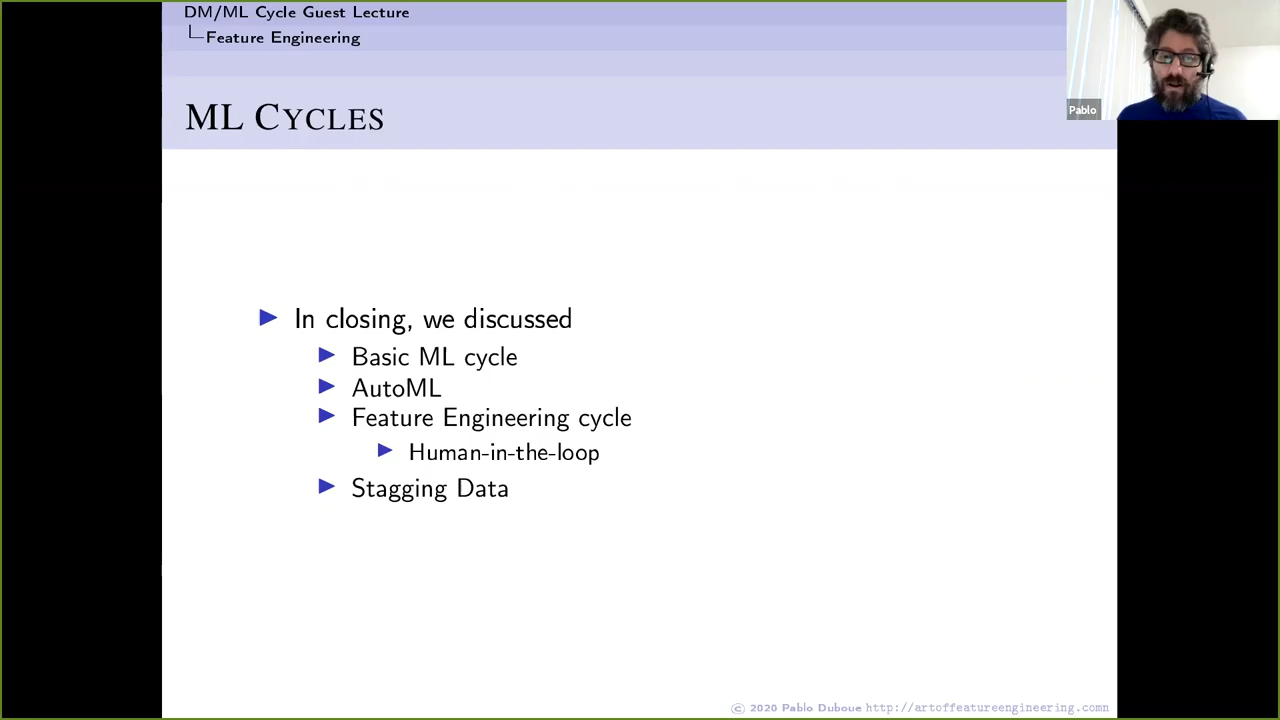 DM/ML Cycle Guest Lecture
Feature Engineering
Pablo
ML CYCLES
In closing, we discussed
Basic ML cycle
AutoML
Feature Engineering cycle
Human-in-the-loop
Stagging Data
© 2020 Pablo Duboue http://artoffeatureengineering.comn